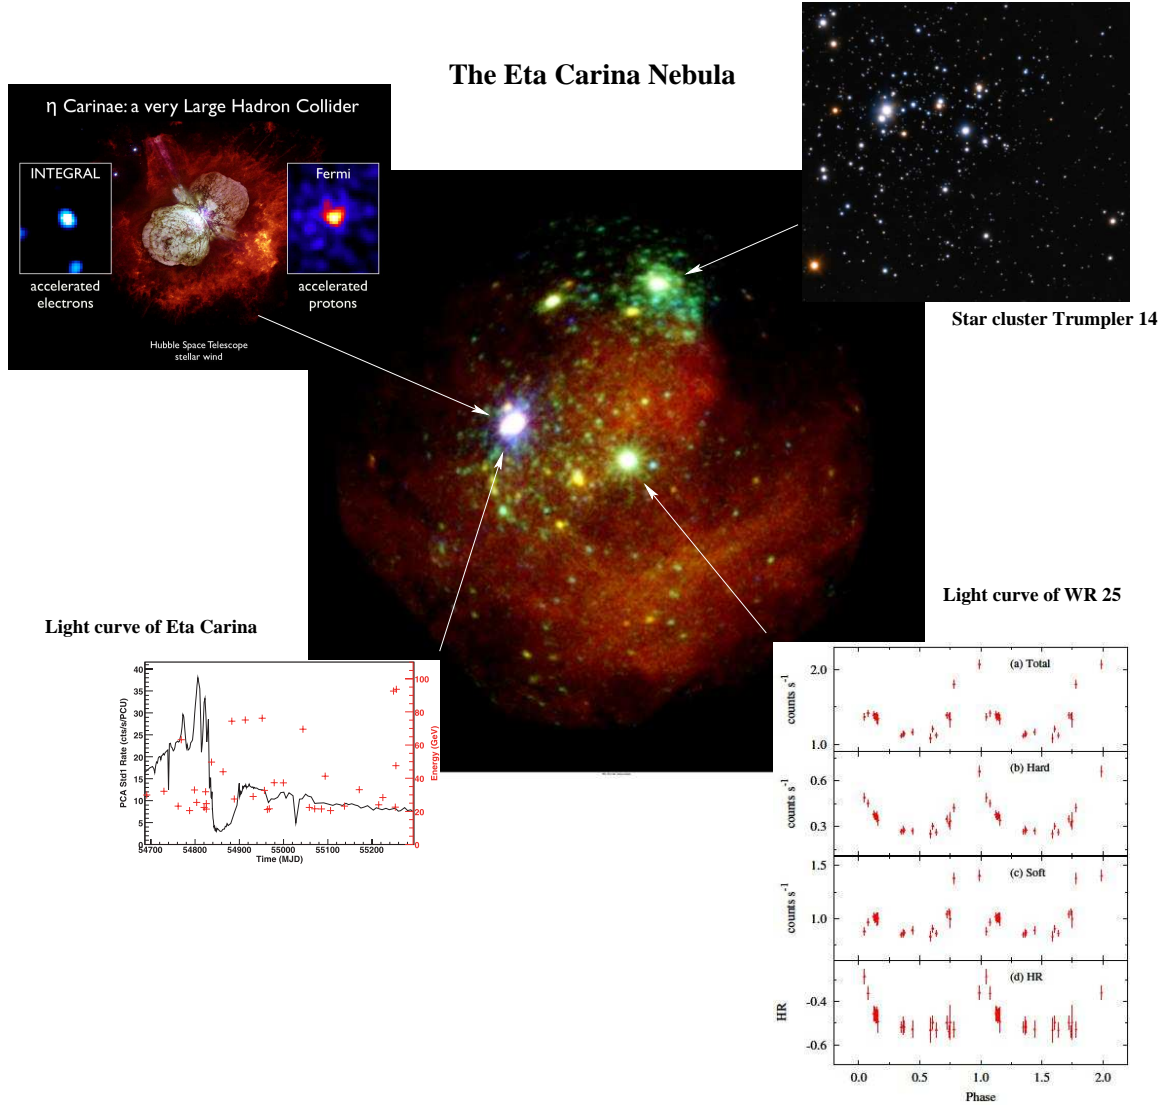 The Eta Carina Nebula
η Carinae: a very Large Hadron Collider
INTEGRAL
Fermi
accelerated
electrons
accelerated
protons
Hubble Space Telescope
stellar wind
Star cluster Trumpler 14
Light curve of Eta Carina
PCA Std1 Rate (cts/s/PCU)
40
35
30
25
20
15
10
5
0
54700
54800
54900
55000
55100
55200
Time (MJD)
100
80
60
40
20
0
Energy (GeV)
Light curve of WR 25
(a) Total
counts s⁻¹
2.0
1.0
(b) Hard
counts s⁻¹
0.6
0.3
(c) Soft
counts s⁻¹
1.5
1.0
(d) HR
HR
-0.4
-0.6
0.0
0.5
1.0
1.5
2.0
Phase